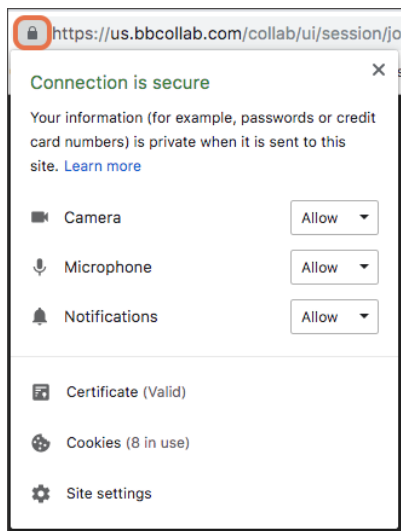 https://us.bbcollab.com/collab/ui/session/jo
Connection is secure
Your information (for example, passwords or credit
card numbers) is private when it is sent to this
site. Learn more
Camera Allow
Microphone Allow
Notifications Allow
Certificate (Valid)
Cookies (8 in use)
Site settings